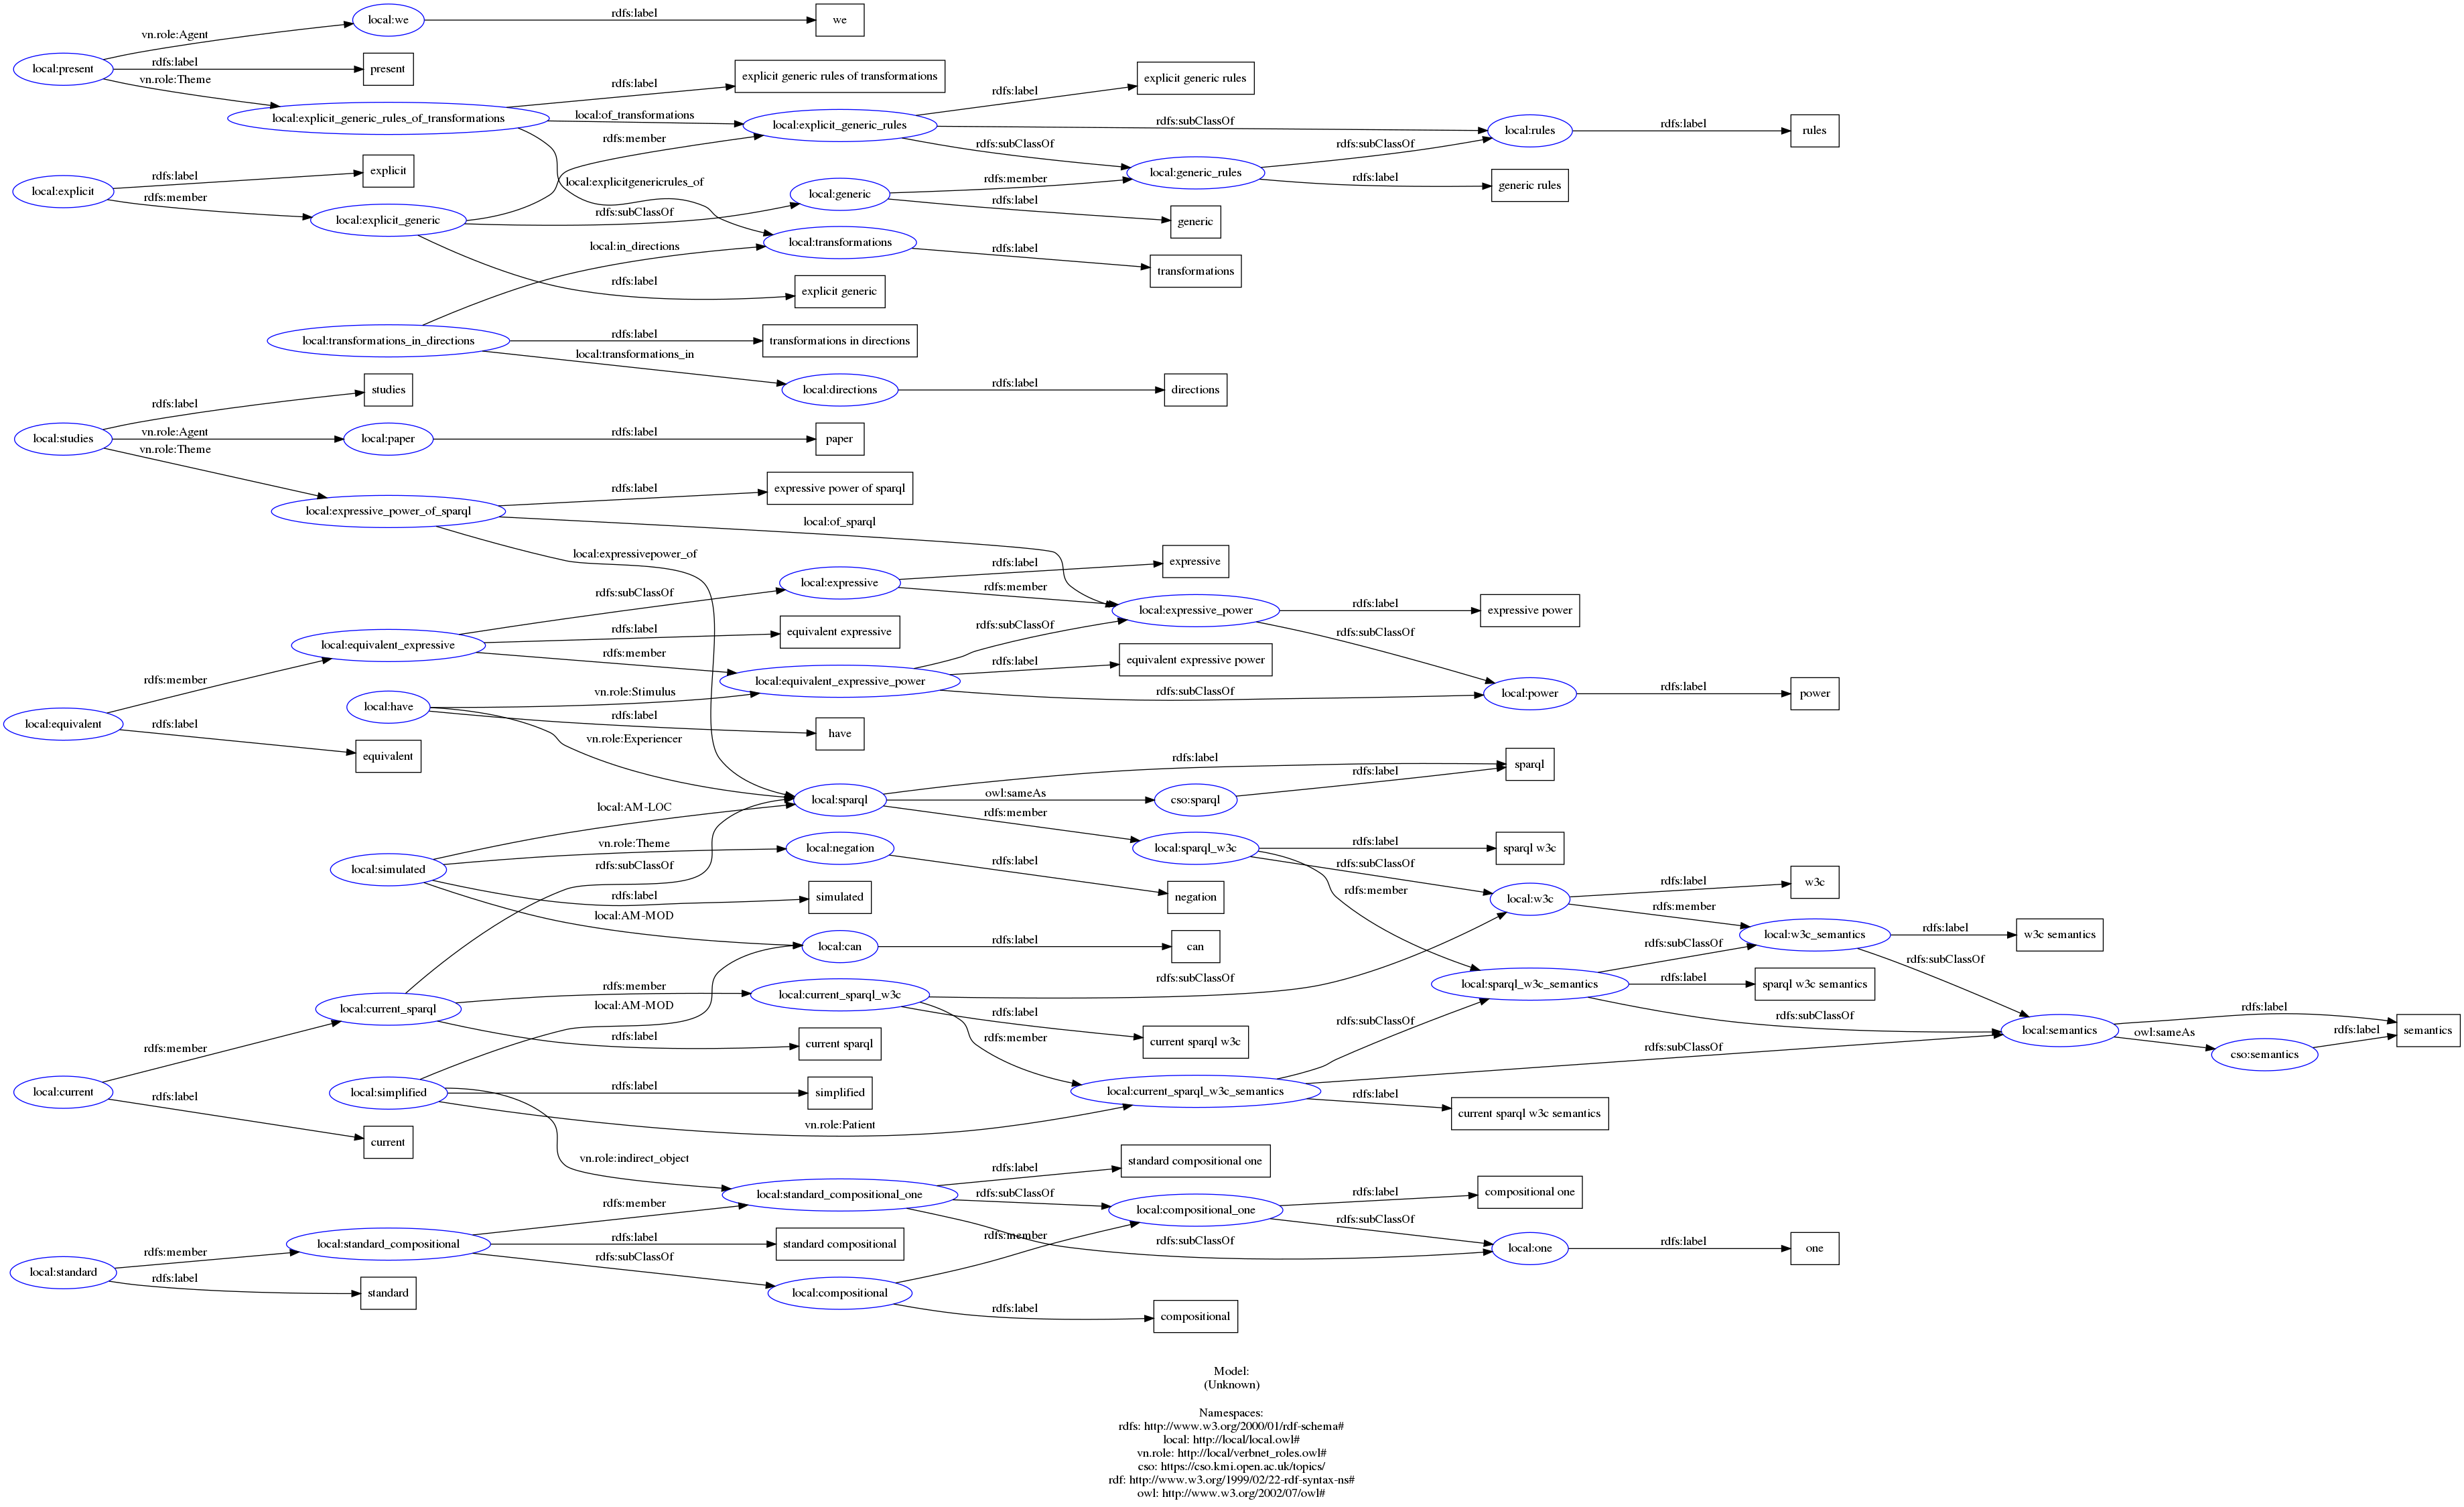 local:we
rdfs:label
we
vn.role:Agent
local:present
rdfs:label
present
vn.role:Theme
local:explicit_generic_rules_of_transformations
rdfs:label
explicit generic rules of transformations
local:of_transformations
local:explicit_generic_rules
rdfs:label
explicit generic rules
rdfs:subClassOf
local:rules
rdfs:label
rules
rdfs:member
rdfs:subClassOf
local:generic_rules
rdfs:subClassOf
rdfs:label
generic rules
local:explicit
rdfs:label
explicit
rdfs:member
local:explicit_generic
local:explicitgenericrules_of
rdfs:subClassOf
local:generic
rdfs:member
rdfs:label
generic
local:in_directions
local:transformations
rdfs:label
transformations
rdfs:label
explicit generic
local:transformations_in_directions
rdfs:label
transformations in directions
local:transformations_in
local:directions
rdfs:label
directions
rdfs:label
studies
local:studies
vn.role:Agent
local:paper
rdfs:label
paper
vn.role:Theme
local:expressive_power_of_sparql
rdfs:label
expressive power of sparql
local:of_sparql
local:expressivepower_of
rdfs:subClassOf
local:expressive
rdfs:label
expressive
rdfs:member
local:expressive_power
rdfs:label
expressive power
rdfs:subClassOf
local:equivalent_expressive
rdfs:label
equivalent expressive
rdfs:subClassOf
rdfs:member
local:equivalent_expressive_power
rdfs:label
equivalent expressive power
rdfs:subClassOf
local:power
rdfs:label
power
rdfs:member
local:equivalent
rdfs:label
equivalent
local:have
vn.role:Stimulus
rdfs:label
have
vn.role:Experiencer
local:sparql
rdfs:label
sparql
owl:sameAs
cso:sparql
rdfs:label
rdfs:member
local:sparql_w3c
rdfs:label
sparql w3c
rdfs:subClassOf
local:w3c
rdfs:label
w3c
rdfs:member
rdfs:member
local:w3c_semantics
rdfs:label
w3c semantics
rdfs:subClassOf
local:AM-LOC
vn.role:Theme
local:negation
rdfs:label
negation
rdfs:subClassOf
local:simulated
rdfs:label
simulated
local:AM-MOD
local:can
rdfs:label
can
local:current_sparql
rdfs:member
local:current_sparql_w3c
rdfs:subClassOf
local:AM-MOD
rdfs:label
current sparql
rdfs:label
current sparql w3c
rdfs:member
rdfs:subClassOf
local:sparql_w3c_semantics
rdfs:subClassOf
rdfs:label
sparql w3c semantics
rdfs:subClassOf
local:semantics
rdfs:label
semantics
owl:sameAs
cso:semantics
rdfs:label
rdfs:subClassOf
rdfs:member
local:current
rdfs:label
current
local:simplified
rdfs:label
simplified
vn.role:Patient
local:current_sparql_w3c_semantics
rdfs:label
current sparql w3c semantics
vn.role:indirect_object
local:standard_compositional_one
rdfs:label
standard compositional one
rdfs:subClassOf
local:compositional_one
rdfs:label
compositional one
rdfs:subClassOf
rdfs:subClassOf
local:one
rdfs:label
one
rdfs:member
local:standard_compositional
rdfs:label
standard compositional
rdfs:subClassOf
rdfs:member
local:standard
rdfs:member
rdfs:label
standard
local:compositional
rdfs:label
compositional
Model:
(Unknown)
Namespaces:
rdfs: http://www.w3.org/2000/01/rdf-schema#
local: http://local/local.owl#
vn.role: http://local/verbnet_roles.owl#
cso: https://cso.kmi.open.ac.uk/topics/
rdf: http://www.w3.org/1999/02/22-rdf-syntax-ns#
owl: http://www.w3.org/2002/07/owl#